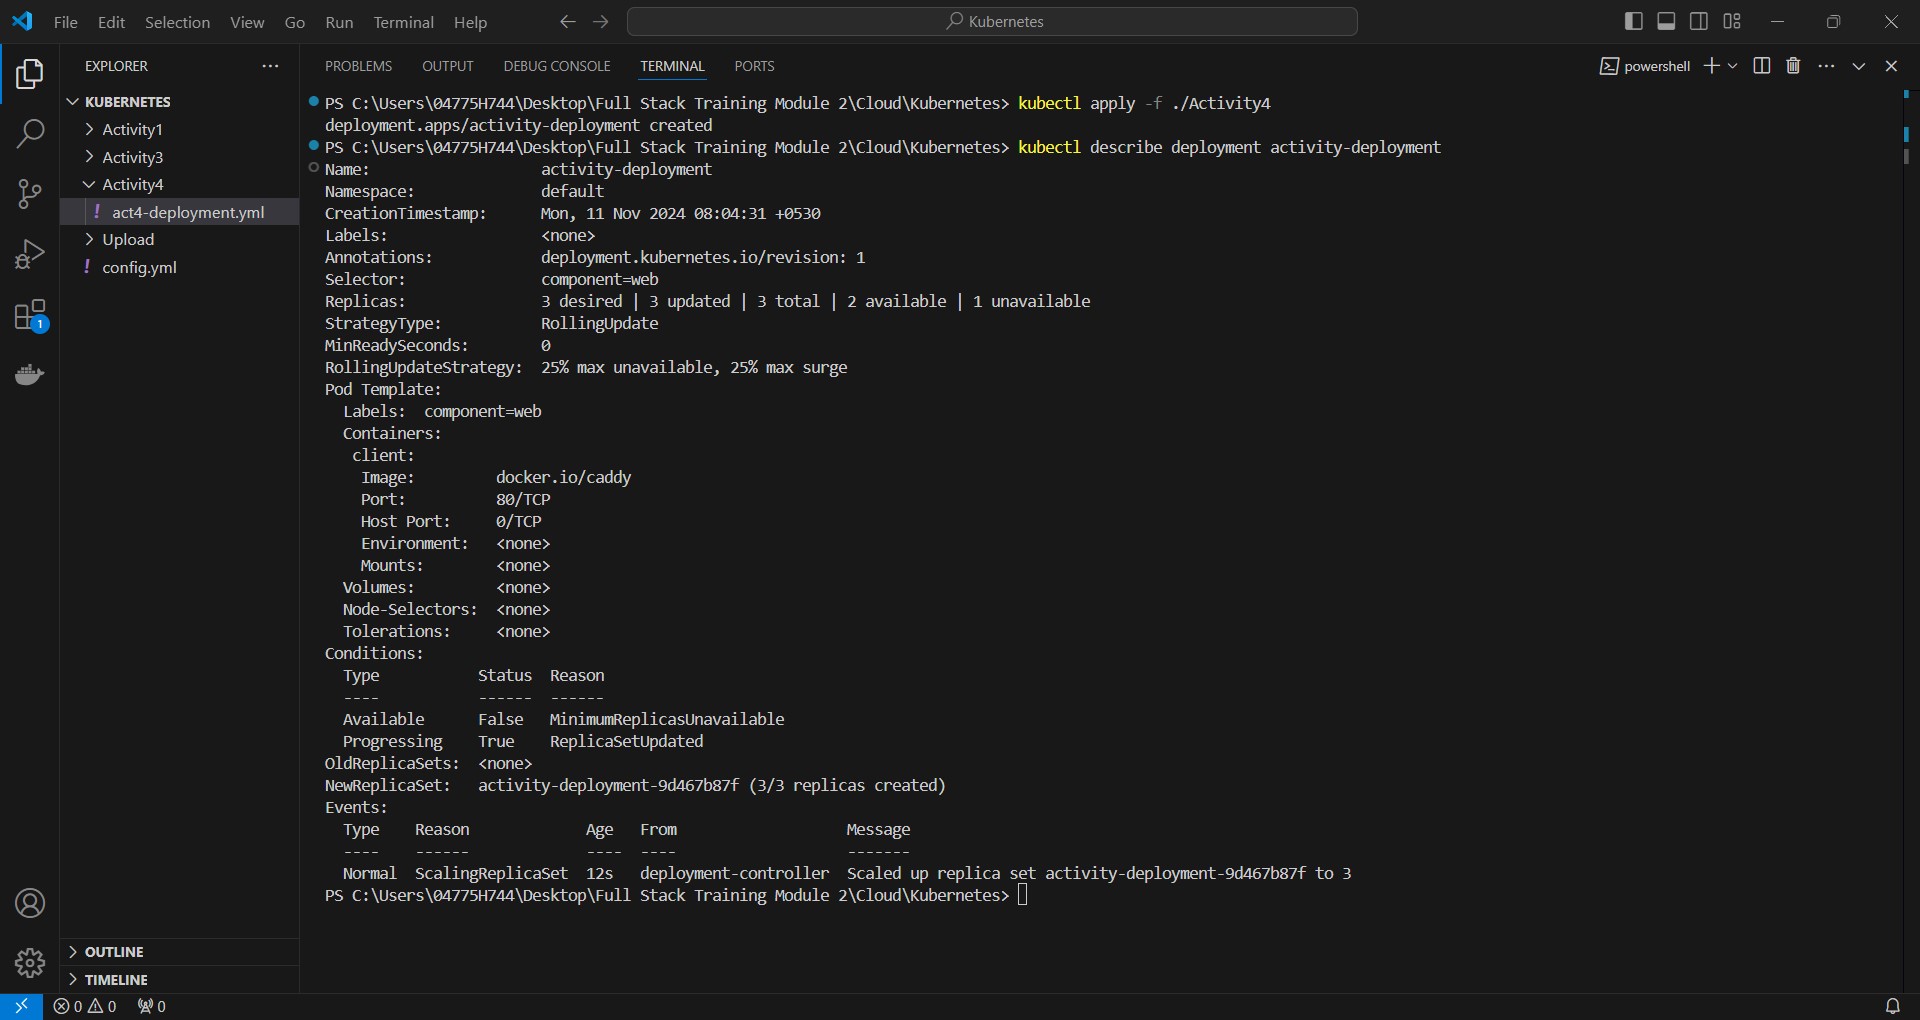 File Edit Selection View Go Run Terminal Help
Kubernetes
EXPLORER
KUBERNETES
Activity1
Activity3
Activity4
! act4-deployment.yml
Upload
! config.yml
1
OUTLINE
TIMELINE
PROBLEMS OUTPUT DEBUG CONSOLE TERMINAL PORTS
powershell
PS C:\Users\04775H744\Desktop\Full Stack Training Module 2\Cloud\Kubernetes> kubectl apply -f ./Activity4
deployment.apps/activity-deployment created
PS C:\Users\04775H744\Desktop\Full Stack Training Module 2\Cloud\Kubernetes> kubectl describe deployment activity-deployment
Name: activity-deployment
Namespace: default
CreationTimestamp: Mon, 11 Nov 2024 08:04:31 +0530
Labels: <none>
Annotations: deployment.kubernetes.io/revision: 1
Selector: component=web
Replicas: 3 desired | 3 updated | 3 total | 2 available | 1 unavailable
StrategyType: RollingUpdate
MinReadySeconds: 0
RollingUpdateStrategy: 25% max unavailable, 25% max surge
Pod Template:
Labels: component=web
Containers:
client:
Image: docker.io/caddy
Port: 80/TCP
Host Port: 0/TCP
Environment: <none>
Mounts: <none>
Volumes: <none>
Node-Selectors: <none>
Tolerations: <none>
Conditions:
Type Status Reason
---- ------ ------
Available False MinimumReplicasUnavailable
Progressing True ReplicaSetUpdated
OldReplicaSets: <none>
NewReplicaSet: activity-deployment-9d467b87f (3/3 replicas created)
Events:
Type Reason Age From Message
---- ------ ---- ---- -------
Normal ScalingReplicaSet 12s deployment-controller Scaled up replica set activity-deployment-9d467b87f to 3
PS C:\Users\04775H744\Desktop\Full Stack Training Module 2\Cloud\Kubernetes>
0 0 0